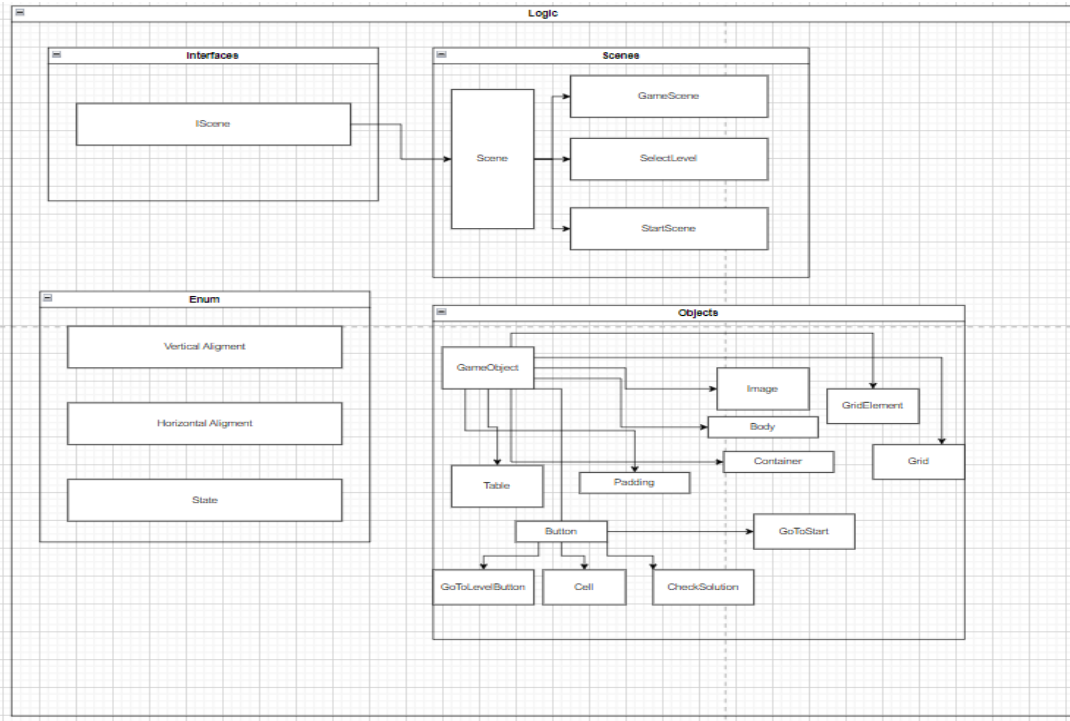 Logic
Interfaces
IScene
Scenes
Scene
GameScene
SelectLevel
StartScene
Enum
Vertical Aligment
Horizontal Aligment
State
Objects
GameObject
Image
GridElement
Body
Container
Grid
Table
Padding
Button
GoToStart
GoToLevelButton
Cell
CheckSolution